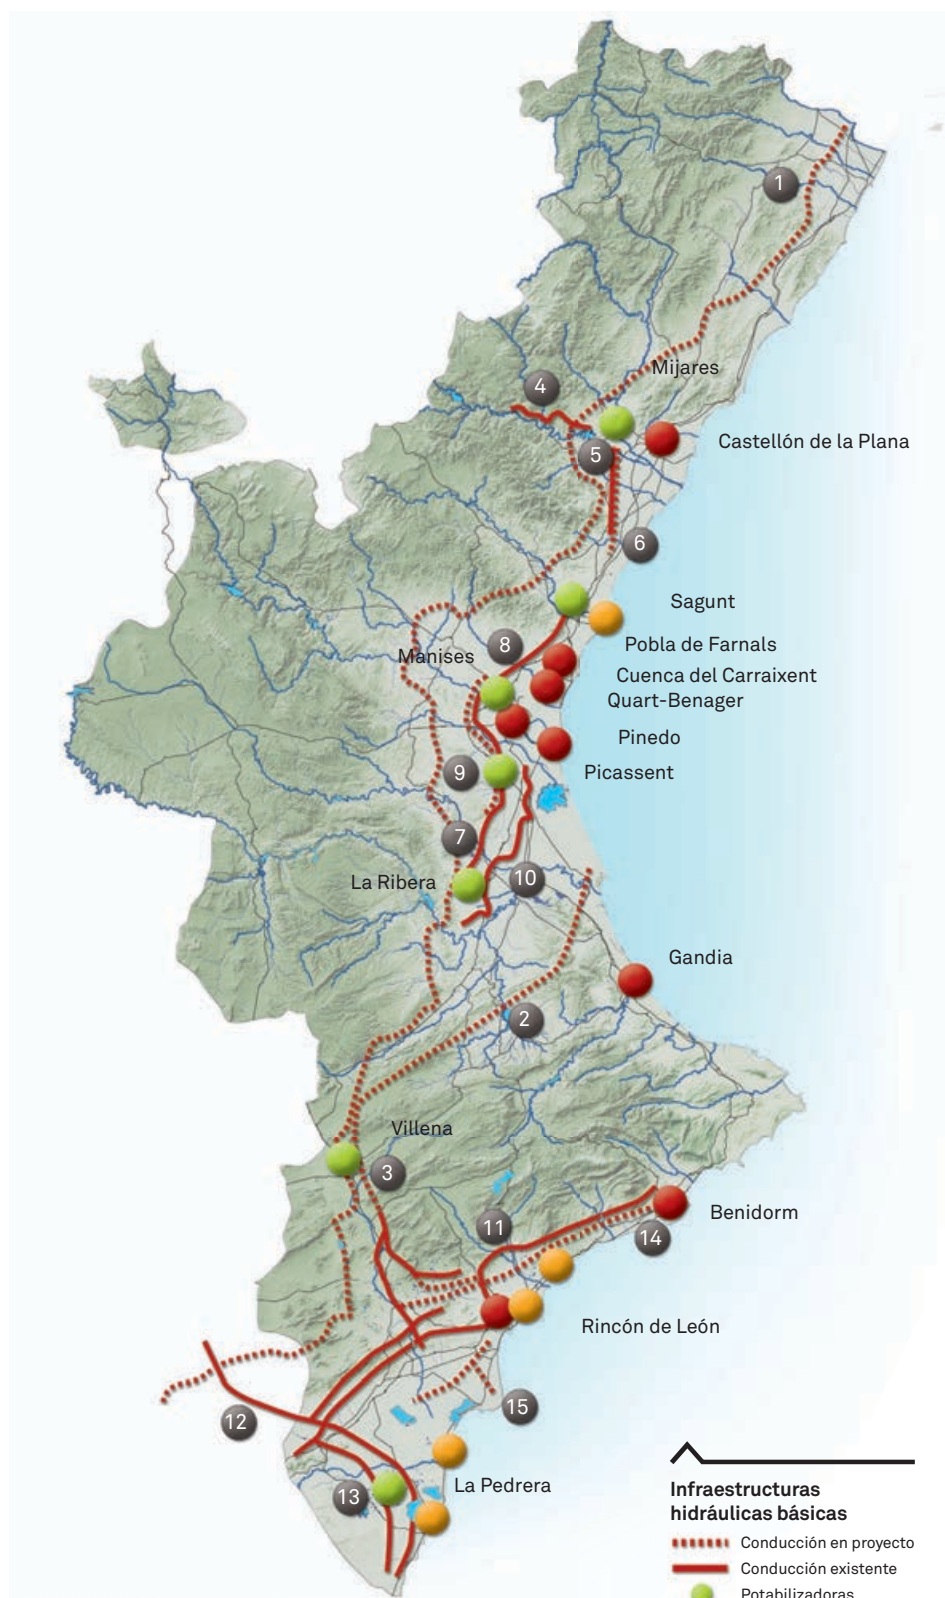 1
Mijares
4
Castellón de la Plana
5
6
Sagunt
8
Pobla de Farnals
Manises
Cuenca del Carraixent
Quart-Benager
Pinedo
9
Picassent
7
La Ribera
10
Gandia
2
Villena
3
Benidorm
11
14
Rincón de León
15
12
La Pedrera
13
Infraestructuras
hidráulicas básicas
Conducción en proyecto
Conducción existente
Potabilizadoras